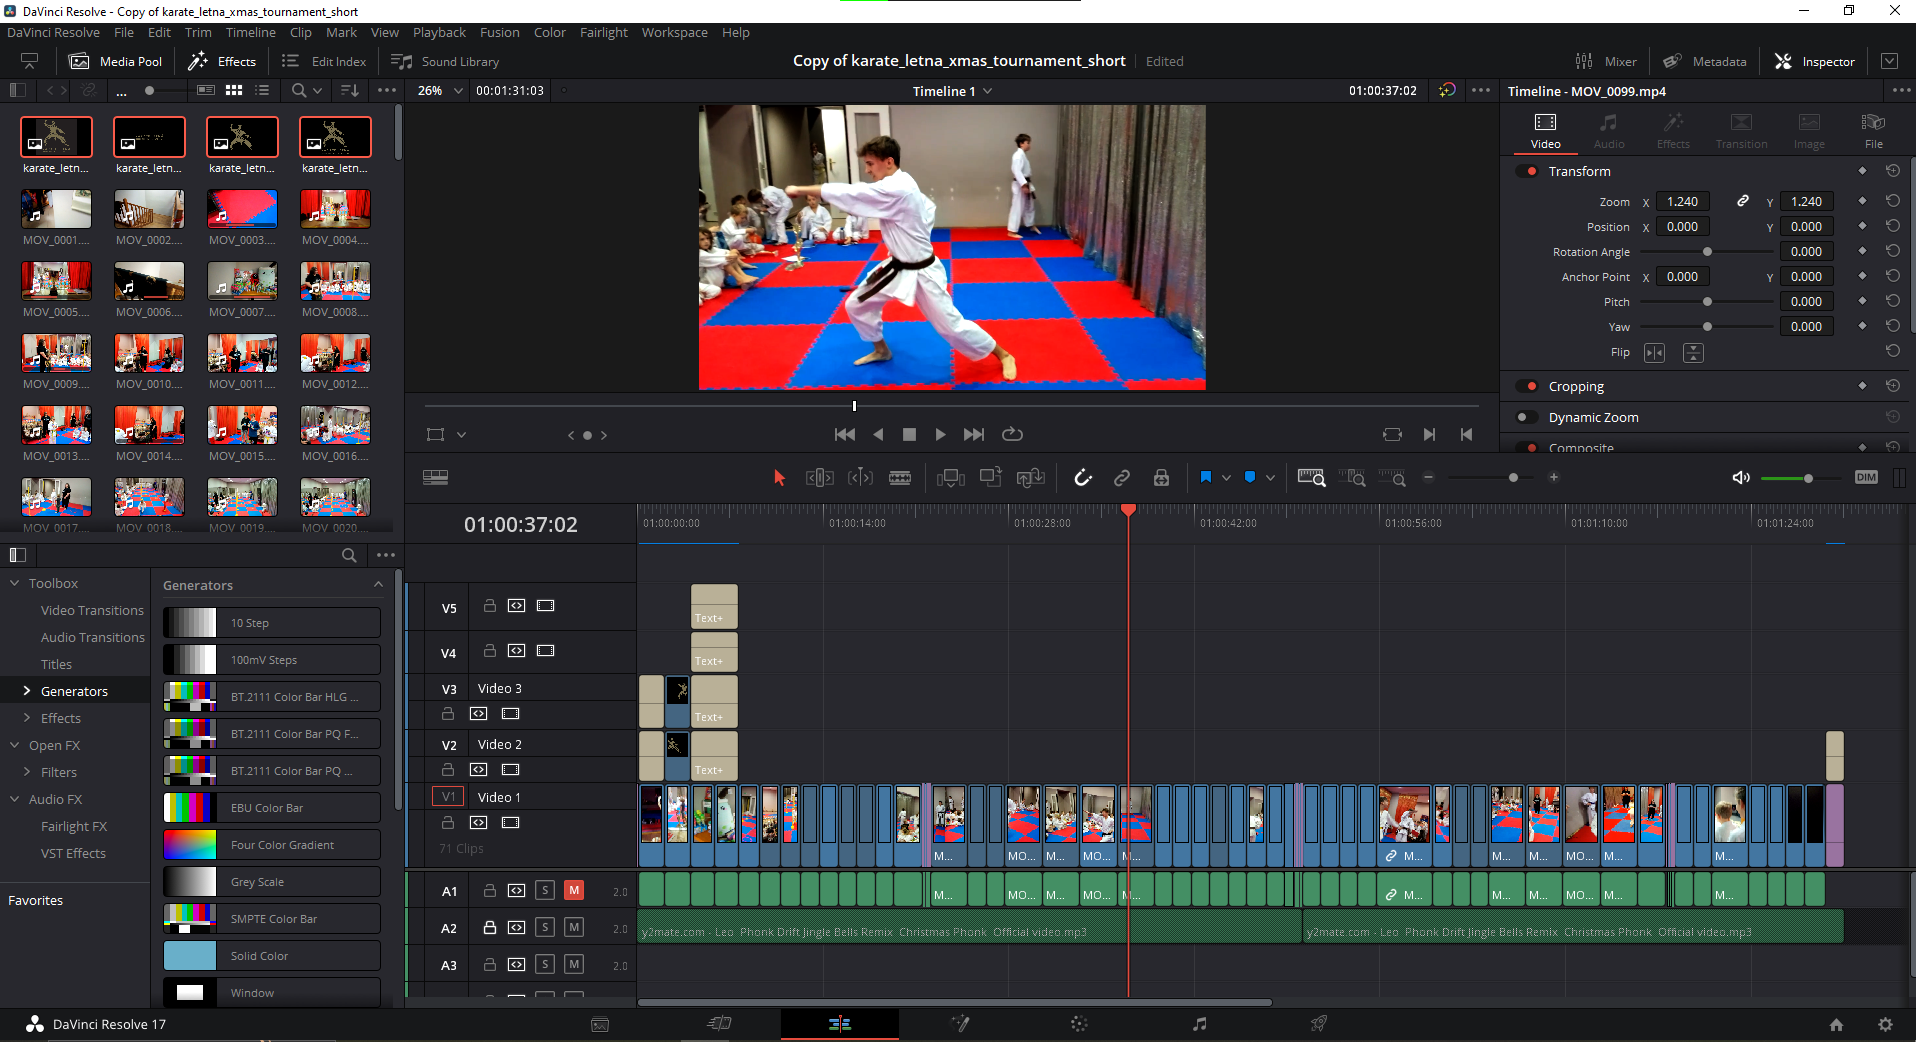 DaVinci Resolve - Copy of karate_letna_xmas_tournament_short
DaVinci Resolve File Edit Trim Timeline Clip Mark View Playback Fusion Color Fairlight Workspace Help
Media Pool Effects Edit Index Sound Library
Copy of karate_letna_xmas_tournament_short Edited
Mixer Metadata Inspector
...
26% 00:01:31:03
Timeline 1
01:00:37:02
Timeline - MOV_0099.mp4
karate_letn... karate_letn... karate_letn... karate_letn...
MOV_0001.... MOV_0002.... MOV_0003.... MOV_0004....
MOV_0005.... MOV_0006.... MOV_0007.... MOV_0008....
MOV_0009.... MOV_0010.... MOV_0011.... MOV_0012....
MOV_0013.... MOV_0014.... MOV_0015.... MOV_0016....
MOV_0017.... MOV_0018.... MOV_0019.... MOV_0020....
Video Audio Effects Transition Image File
Transform
Zoom X 1.240 Y 1.240
Position X 0.000 Y 0.000
Rotation Angle 0.000
Anchor Point X 0.000 Y 0.000
Pitch 0.000
Yaw 0.000
Flip
Cropping
Dynamic Zoom
Composite
DIM
Toolbox
Video Transitions
Audio Transitions
Titles
Generators
Effects
Open FX
Filters
Audio FX
Fairlight FX
VST Effects
Favorites
Generators
10 Step
100mV Steps
BT.2111 Color Bar HLG ...
BT.2111 Color Bar PQ F...
BT.2111 Color Bar PQ ...
EBU Color Bar
Four Color Gradient
Grey Scale
SMPTE Color Bar
Solid Color
Window
01:00:37:02
01:00:00:00 01:00:14:00 01:00:28:00 01:00:42:00 01:00:56:00 01:01:10:00 01:01:24:00
V5
Text+
V4
Text+
V3 Video 3
Text+
V2 Video 2
Text+
V1 Video 1
71 Clips
M... MO... M... MO... M... M... M... M... MO... M... M...
A1 S M 2.0
M... MO... M... MO... M... M... M... M... MO... M... M...
A2 S M 2.0
y2mate.com - Leo Phonk Drift Jingle Bells Remix Christmas Phonk Official video.mp3
y2mate.com - Leo Phonk Drift Jingle Bells Remix Christmas Phonk Official video.mp3
A3 S M 2.0
DaVinci Resolve 17